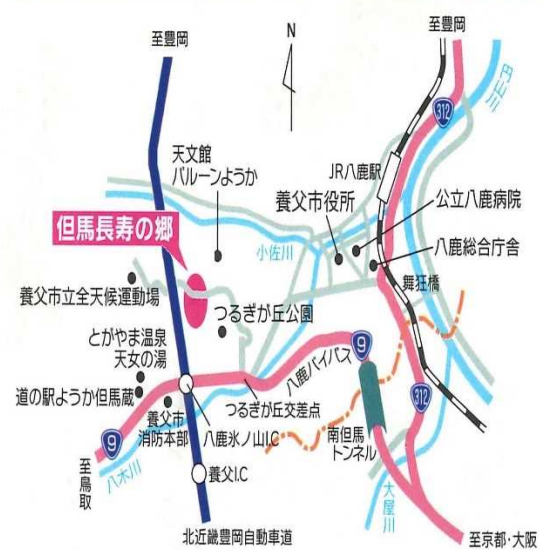 至豊岡
N
至豊岡
312
円山川
天文館
バルーンようか
JR八鹿駅
養父市役所
公立八鹿病院
但馬長寿の郷
小佐川
八鹿総合庁舎
舞狂橋
養父市立全天候運動場
つるぎが丘公園
とがやま温泉
天女の湯
9
八鹿バイパス
道の駅ようか但馬蔵
つるぎが丘交差点
312
養父市
消防本部
八鹿氷ノ山I.C
南但馬
トンネル
9
至鳥取
八木川
養父I.C
大屋川
北近畿豊岡自動車道
至京都・大阪